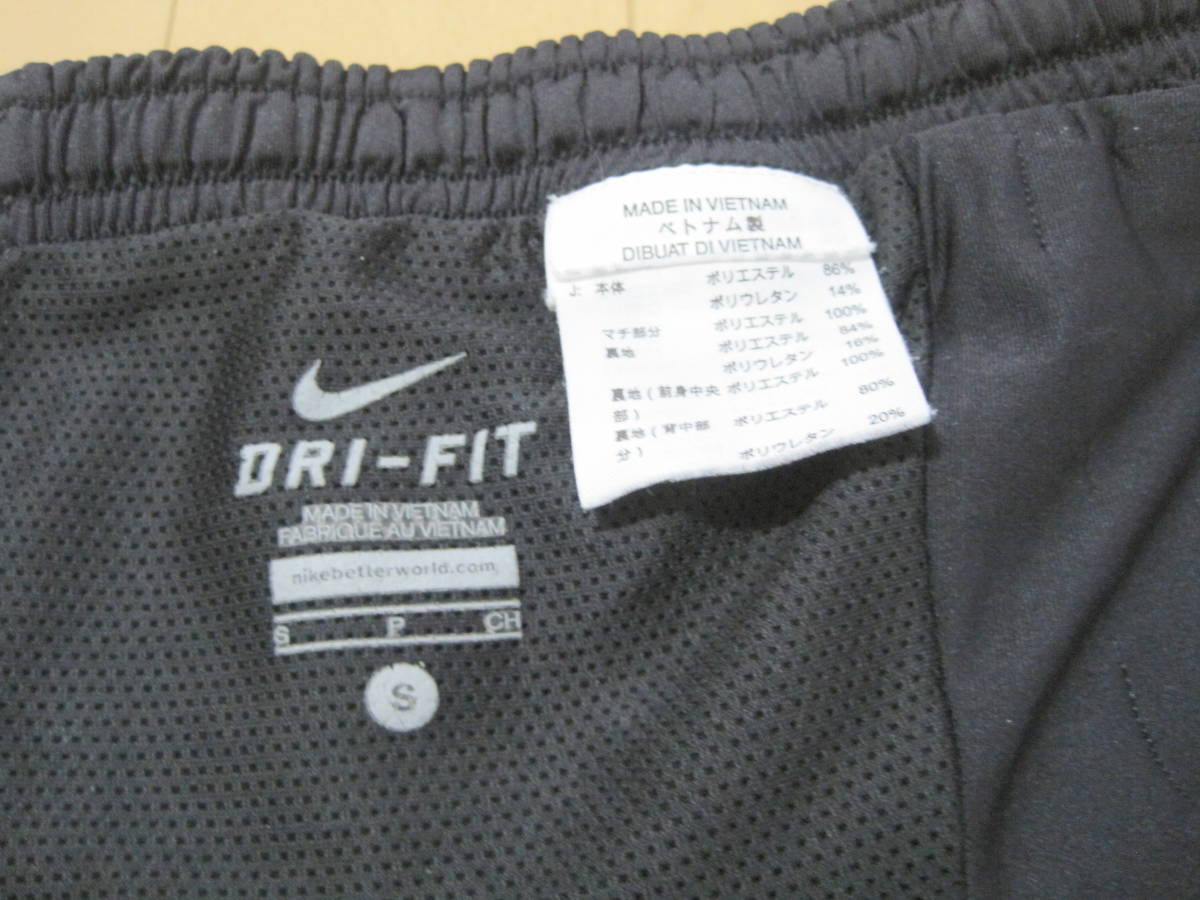 MADE IN VIETNAM
ベトナム製
DIBUAT DI VIETNAM
本体 ポリエステル 86%
ポリウレタン 14%
マチ部分 ポリエステル 100%
裏地 ポリエステル 84%
ポリウレタン 16%
裏地(前身中央部) ポリエステル 100%
裏地(背中部分) ポリエステル 80%
ポリウレタン 20%
DRI-FIT
MADE IN VIETNAM
FABRIQUE AU VIETNAM
nikebetterworld.com
S P CH
S